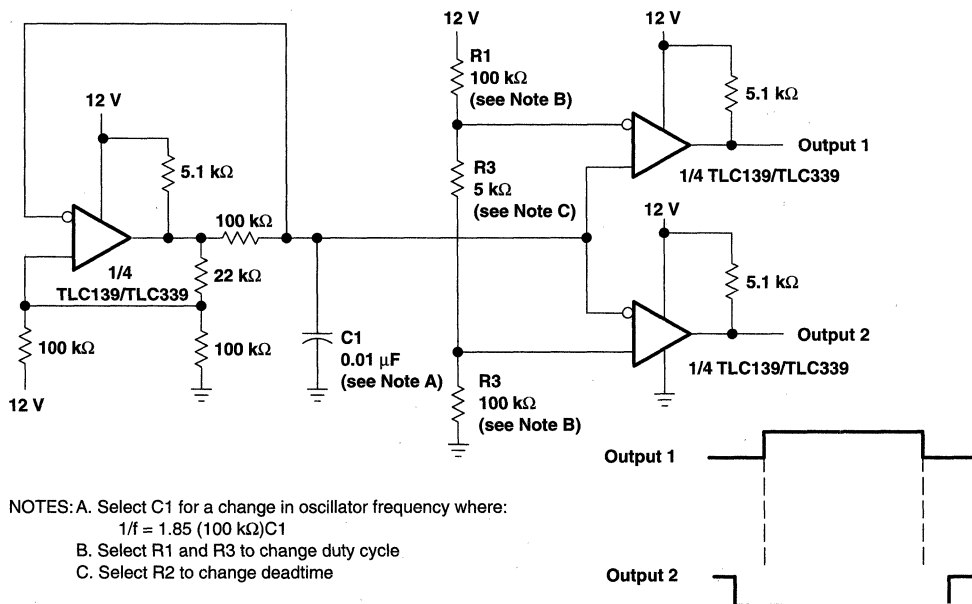 12 V
12 V
R1
100 kΩ
(see Note B)
5.1 kΩ
Output 1
1/4 TLC139/TLC339
12 V
5.1 kΩ
R3
5 kΩ
(see Note C)
12 V
100 kΩ
22 kΩ
1/4
TLC139/TLC339
5.1 kΩ
Output 2
1/4 TLC139/TLC339
100 kΩ
100 kΩ
12 V
C1
0.01 μF
(see Note A)
R3
100 kΩ
(see Note B)
Output 1
Output 2
NOTES: A. Select C1 for a change in oscillator frequency where:
1/f = 1.85 (100 kΩ)C1
B. Select R1 and R3 to change duty cycle
C. Select R2 to change deadtime